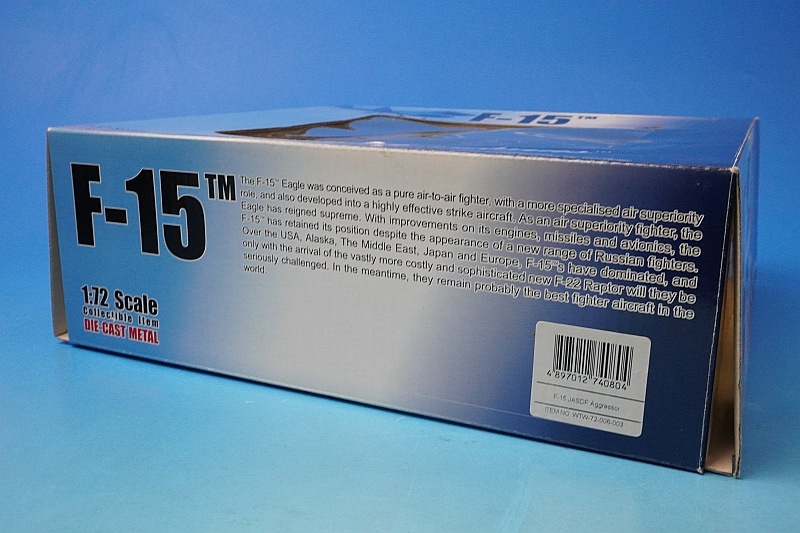 F-15™
F-15™
The F-15™ Eagle was conceived as a pure air-to-air fighter, with a more specialised air superiority
role, and also developed into a highly effective strike aircraft. As an air superiority fighter, the
Eagle has reigned supreme. With improvements on its engines, missiles and avionics, the
F-15™ has retained its position despite the appearance of a new range of Russian fighters.
Over the USA, Alaska, The Middle East, Japan and Europe, F-15™s have dominated, and
only with the arrival of the vastly more costly and sophisticated new F-22 Raptor will they be
seriously challenged. In the meantime, they remain probably the best fighter aircraft in the
world.
1:72 Scale
Collectible Item
DIE-CAST METAL
4 897012 740804
F-15 JASDF Aggressor
ITEM NO. WTW-72-006-003